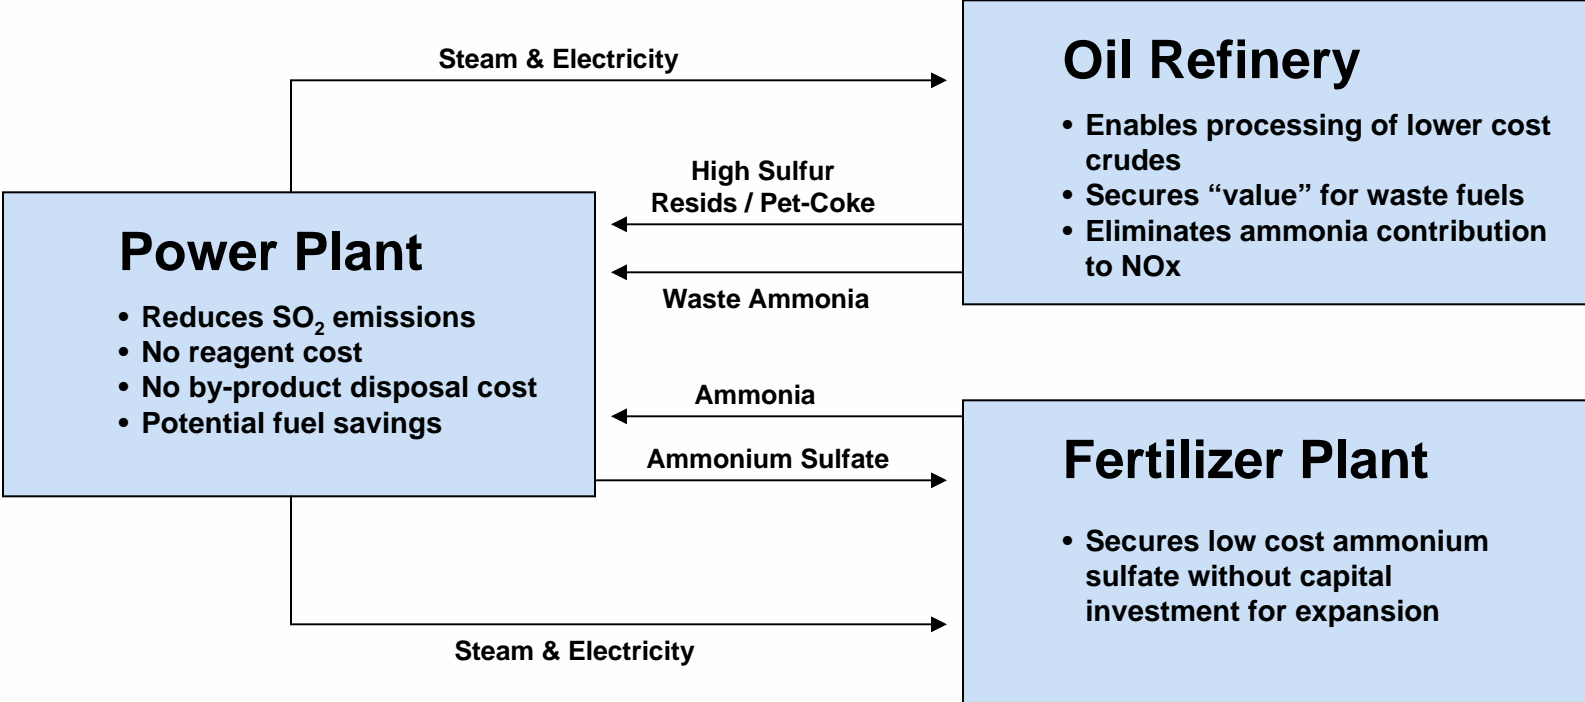 Steam & Electricity
Oil Refinery
• Enables processing of lower cost
crudes
• Secures “value” for waste fuels
• Eliminates ammonia contribution
to NOx
High Sulfur
Resids / Pet-Coke
Waste Ammonia
Power Plant
• Reduces SO₂ emissions
• No reagent cost
• No by-product disposal cost
• Potential fuel savings
Ammonia
Ammonium Sulfate
Fertilizer Plant
• Secures low cost ammonium
sulfate without capital
investment for expansion
Steam & Electricity